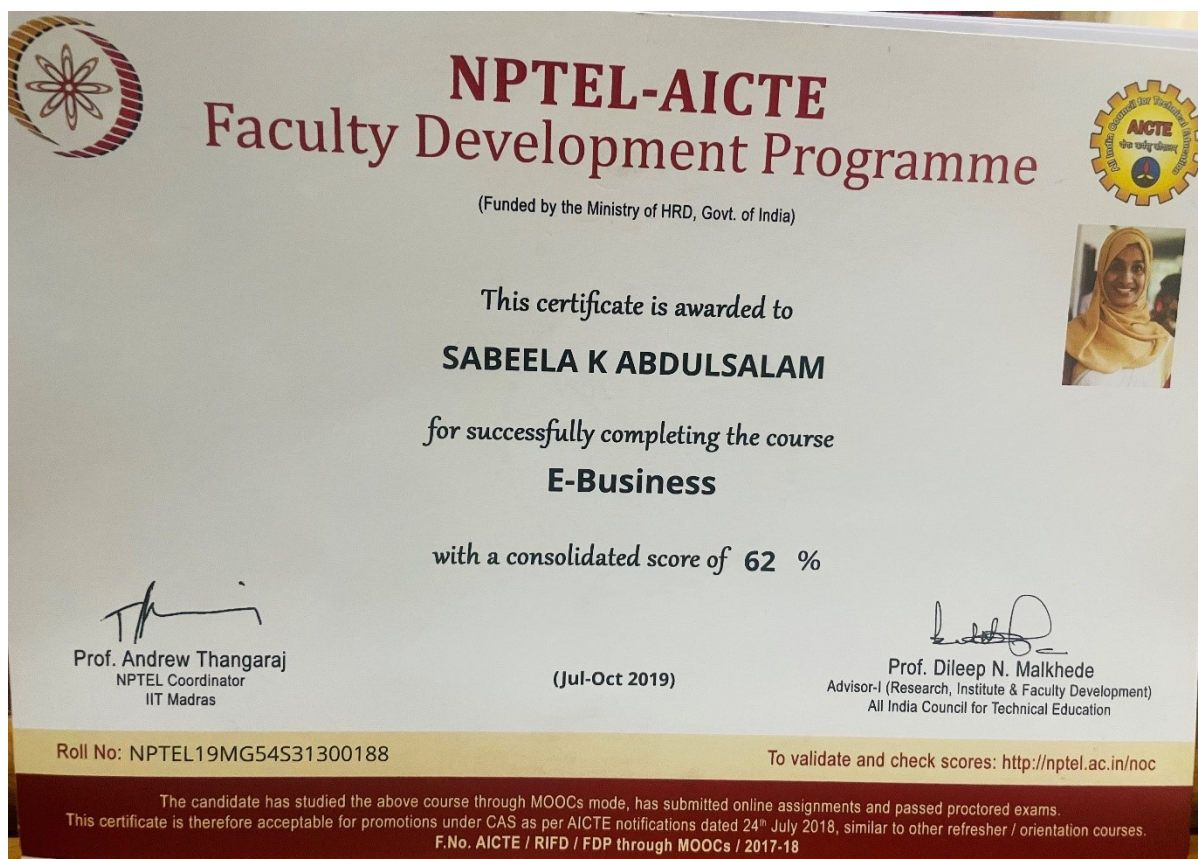 NPTEL-AICTE
Faculty Development Programme
(Funded by the Ministry of HRD, Govt. of India)
All India Council for Technical Education
AICTE
This certificate is awarded to
SABEELA K ABDULSALAM
for successfully completing the course
E-Business
with a consolidated score of 62 %
Prof. Andrew Thangaraj
NPTEL Coordinator
IIT Madras
(Jul-Oct 2019)
Prof. Dileep N. Malkhede
Advisor-I (Research, Institute & Faculty Development)
All India Council for Technical Education
Roll No: NPTEL19MG54S31300188
To validate and check scores: http://nptel.ac.in/noc
The candidate has studied the above course through MOOCs mode, has submitted online assignments and passed proctored exams.
This certificate is therefore acceptable for promotions under CAS as per AICTE notifications dated 24th July 2018, similar to other refresher / orientation courses.
F.No. AICTE / RIFD / FDP through MOOCs / 2017-18